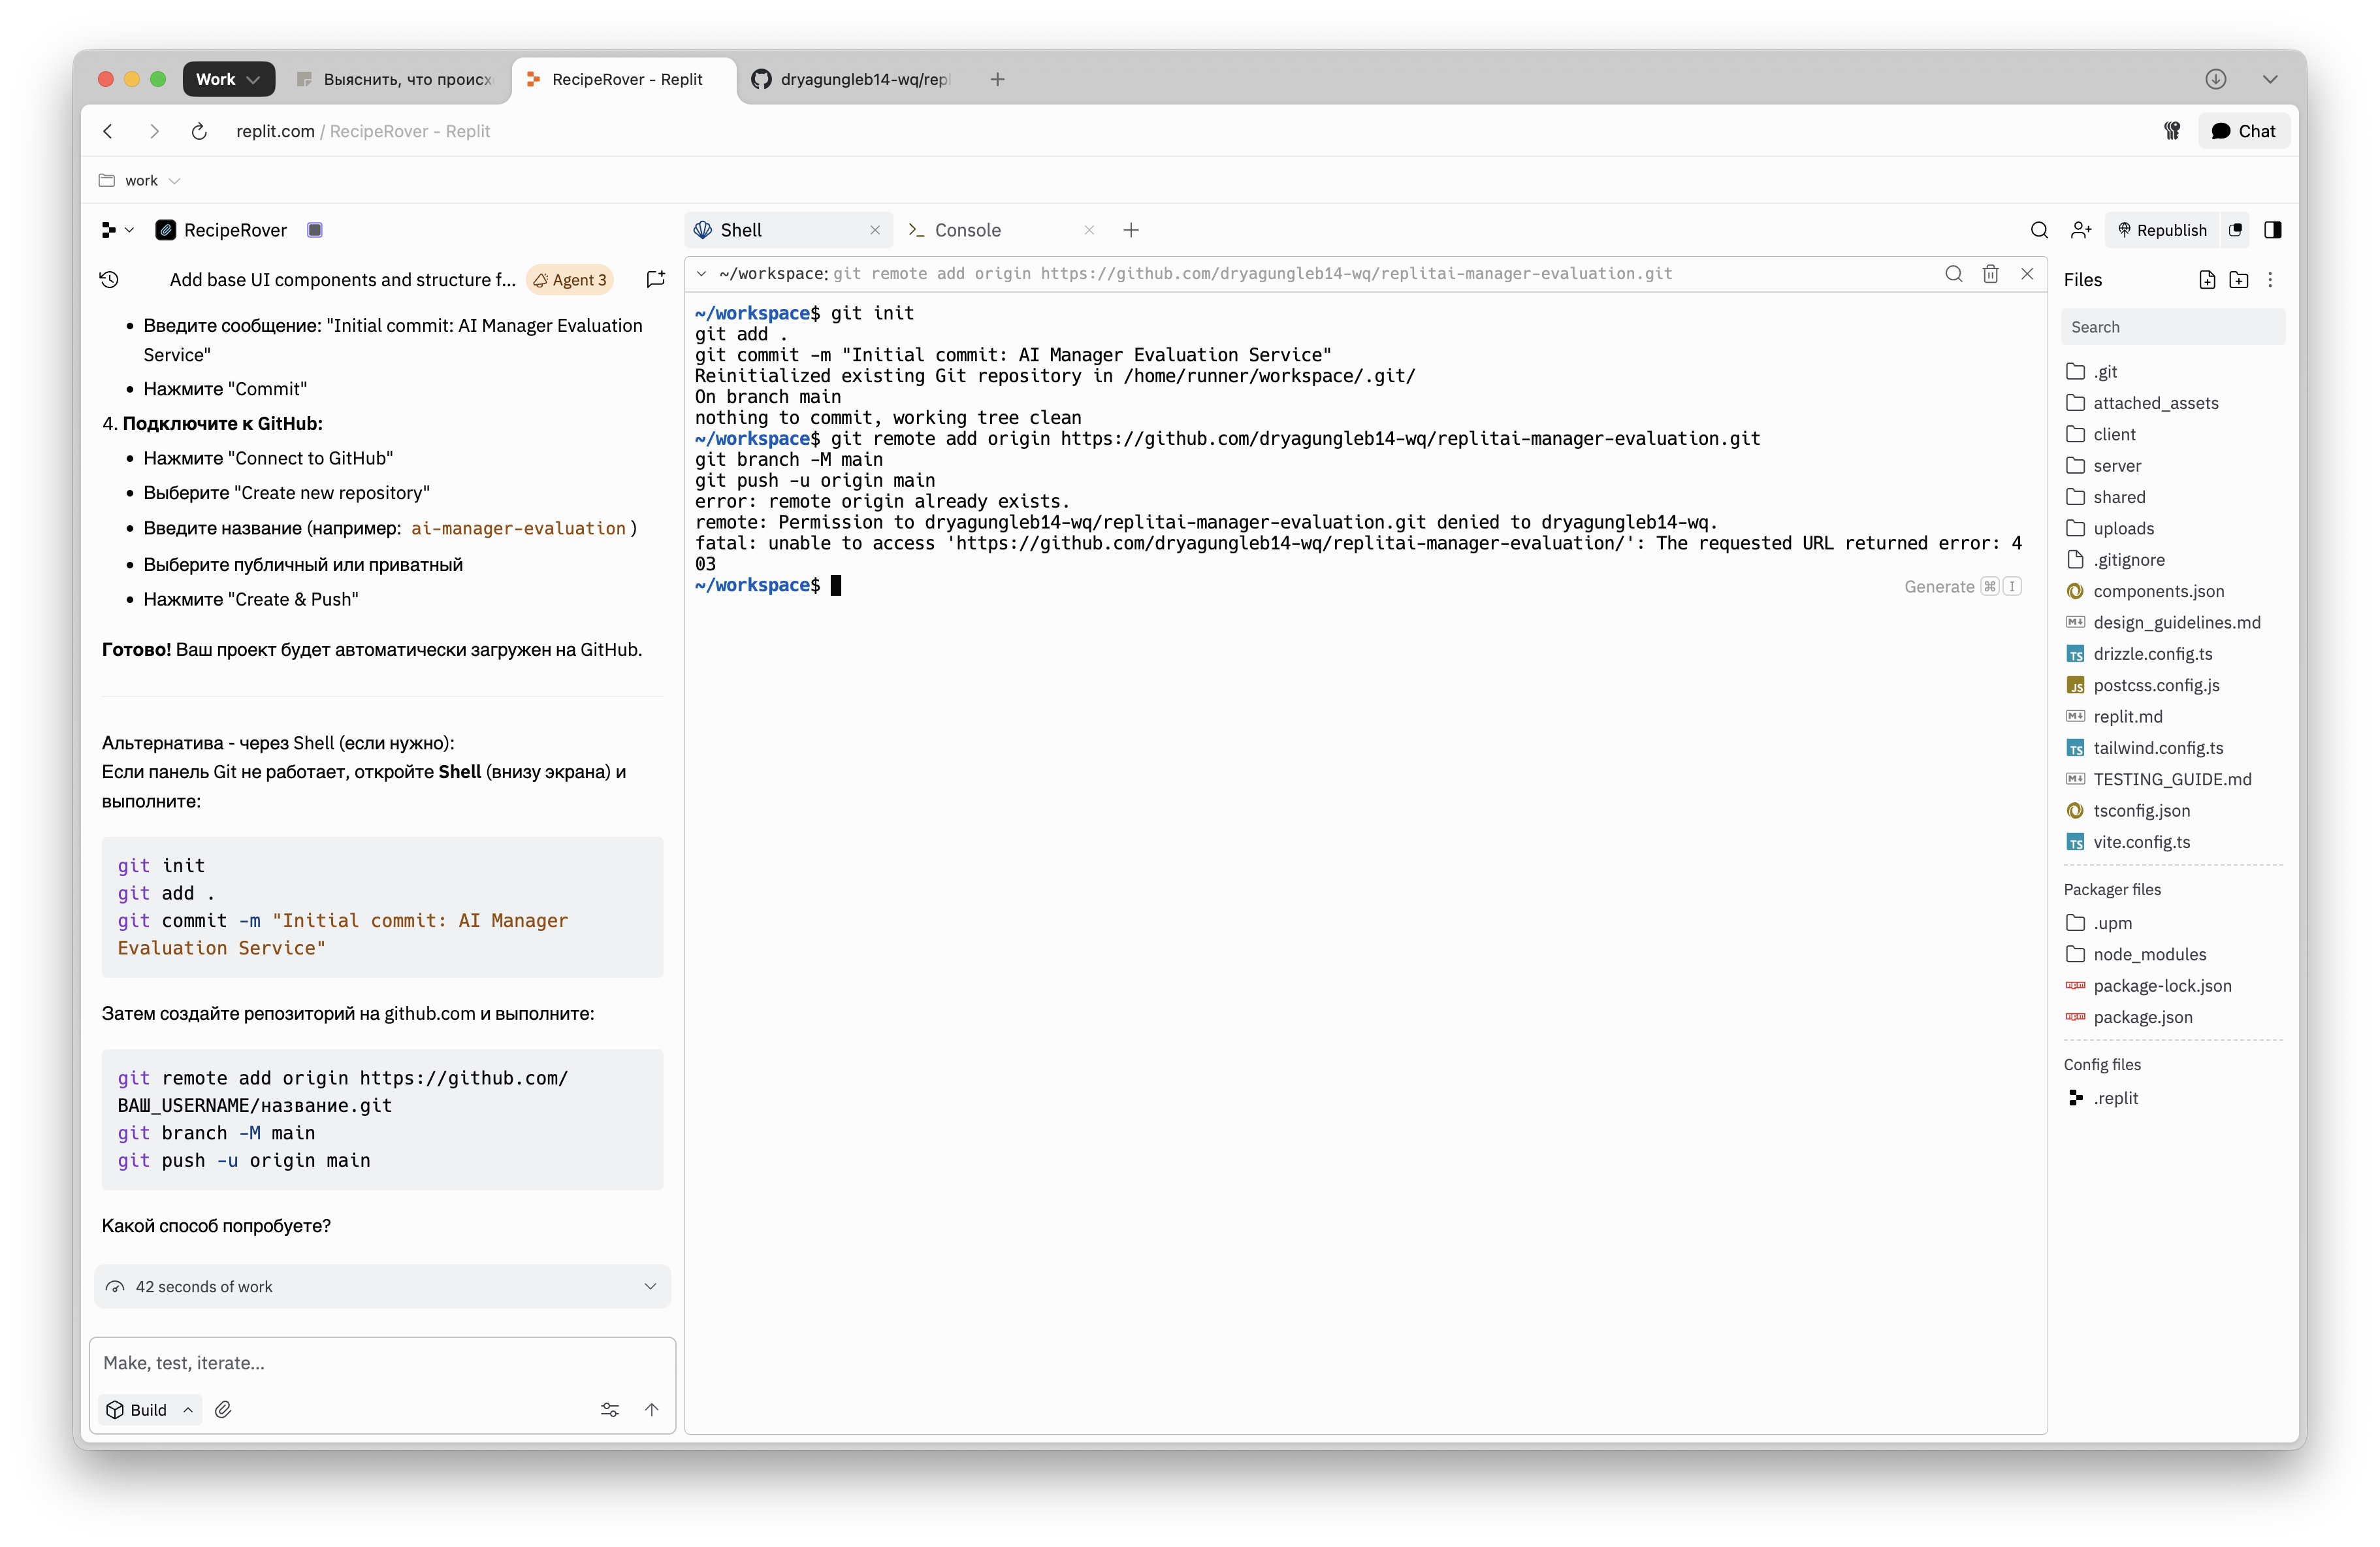 Work
Выяснить, что происх
RecipeRover - Replit
dryagungleb14-wq/rep
replit.com / RecipeRover - Replit
Chat
work
RecipeRover
Add base UI components and structure f...
Agent 3
Введите сообщение: "Initial commit: AI Manager Evaluation
Service"
Нажмите "Commit"
4. Подключите к GitHub:
Нажмите "Connect to GitHub"
Выберите "Create new repository"
Введите название (например: ai-manager-evaluation )
Выберите публичный или приватный
Нажмите "Create & Push"
Готово! Ваш проект будет автоматически загружен на GitHub.
Альтернатива - через Shell (если нужно):
Если панель Git не работает, откройте Shell (внизу экрана) и
выполните:
git init
git add .
git commit -m "Initial commit: AI Manager
Evaluation Service"
Затем создайте репозиторий на github.com и выполните:
git remote add origin https://github.com/
ВАШ_USERNAME/название.git
git branch -M main
git push -u origin main
Какой способ попробуете?
42 seconds of work
Make, test, iterate...
Build
Shell
Console
~/workspace: git remote add origin https://github.com/dryagungleb14-wq/replitai-manager-evaluation.git
~/workspace$ git init
git add .
git commit -m "Initial commit: AI Manager Evaluation Service"
Reinitialized existing Git repository in /home/runner/workspace/.git/
On branch main
nothing to commit, working tree clean
~/workspace$ git remote add origin https://github.com/dryagungleb14-wq/replitai-manager-evaluation.git
git branch -M main
git push -u origin main
error: remote origin already exists.
remote: Permission to dryagungleb14-wq/replitai-manager-evaluation.git denied to dryagungleb14-wq.
fatal: unable to access 'https://github.com/dryagungleb14-wq/replitai-manager-evaluation/': The requested URL returned error: 4
03
~/workspace$
Generate ⌘ I
Republish
Files
Search
.git
attached_assets
client
server
shared
uploads
.gitignore
components.json
design_guidelines.md
drizzle.config.ts
postcss.config.js
replit.md
tailwind.config.ts
TESTING_GUIDE.md
tsconfig.json
vite.config.ts
Packager files
.upm
node_modules
package-lock.json
package.json
Config files
.replit